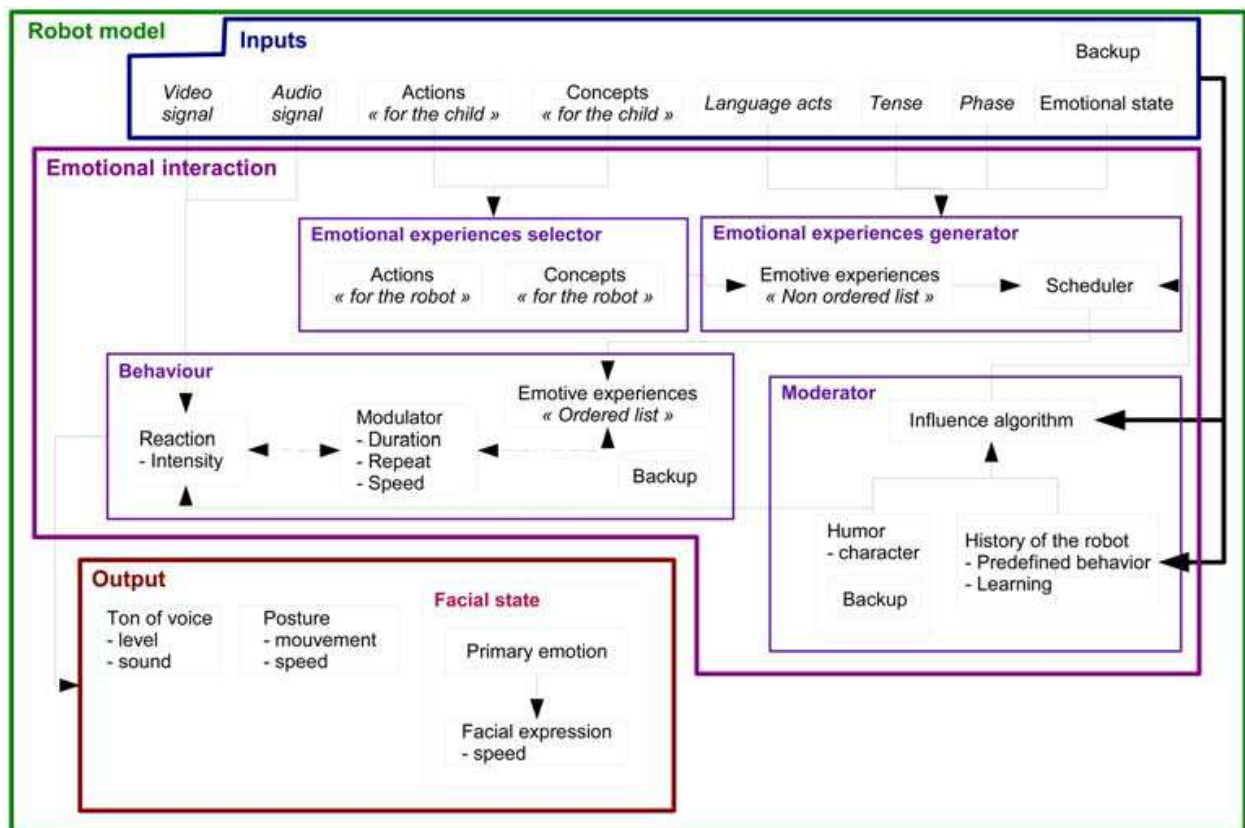 Robot model
Inputs
Backup
Video
signal
Audio
signal
Actions
« for the child »
Concepts
« for the child »
Language acts
Tense
Phase
Emotional state
Emotional interaction
Emotional experiences selector
Actions
« for the robot »
Concepts
« for the robot »
Emotional experiences generator
Emotive experiences
« Non ordered list »
Scheduler
Behaviour
Reaction
- Intensity
Modulator
- Duration
- Repeat
- Speed
Emotive experiences
« Ordered list »
Backup
Moderator
Influence algorithm
Humor
- character
Backup
History of the robot
- Predefined behavior
- Learning
Output
Ton of voice
- level
- sound
Posture
- mouvement
- speed
Facial state
Primary emotion
Facial expression
- speed